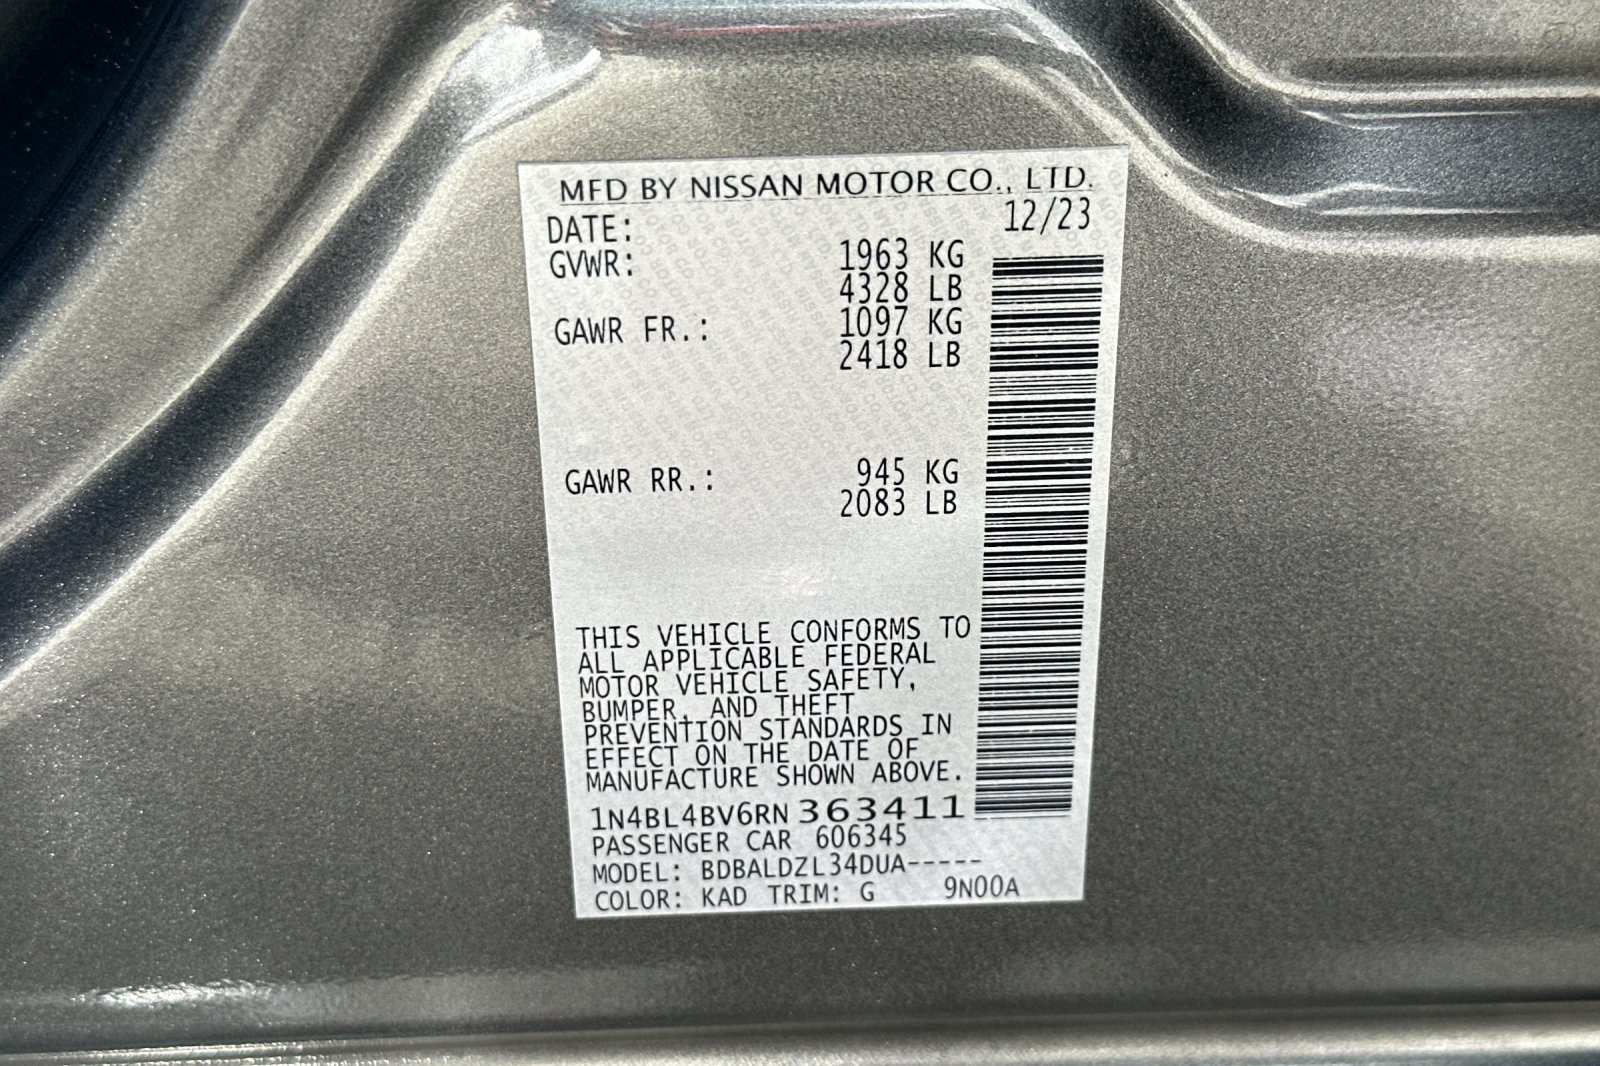 MFD BY NISSAN MOTOR CO., LTD.
DATE: 12/23
GVWR: 1963 KG
4328 LB
GAWR FR.: 1097 KG
2418 LB
GAWR RR.: 945 KG
2083 LB
THIS VEHICLE CONFORMS TO
ALL APPLICABLE FEDERAL
MOTOR VEHICLE SAFETY,
BUMPER, AND THEFT
PREVENTION STANDARDS IN
EFFECT ON THE DATE OF
MANUFACTURE SHOWN ABOVE.
1N4BL4BV6RN363411
PASSENGER CAR 606345
MODEL: BDBALDZL34DUA-----
COLOR: KAD TRIM: G 9N00A